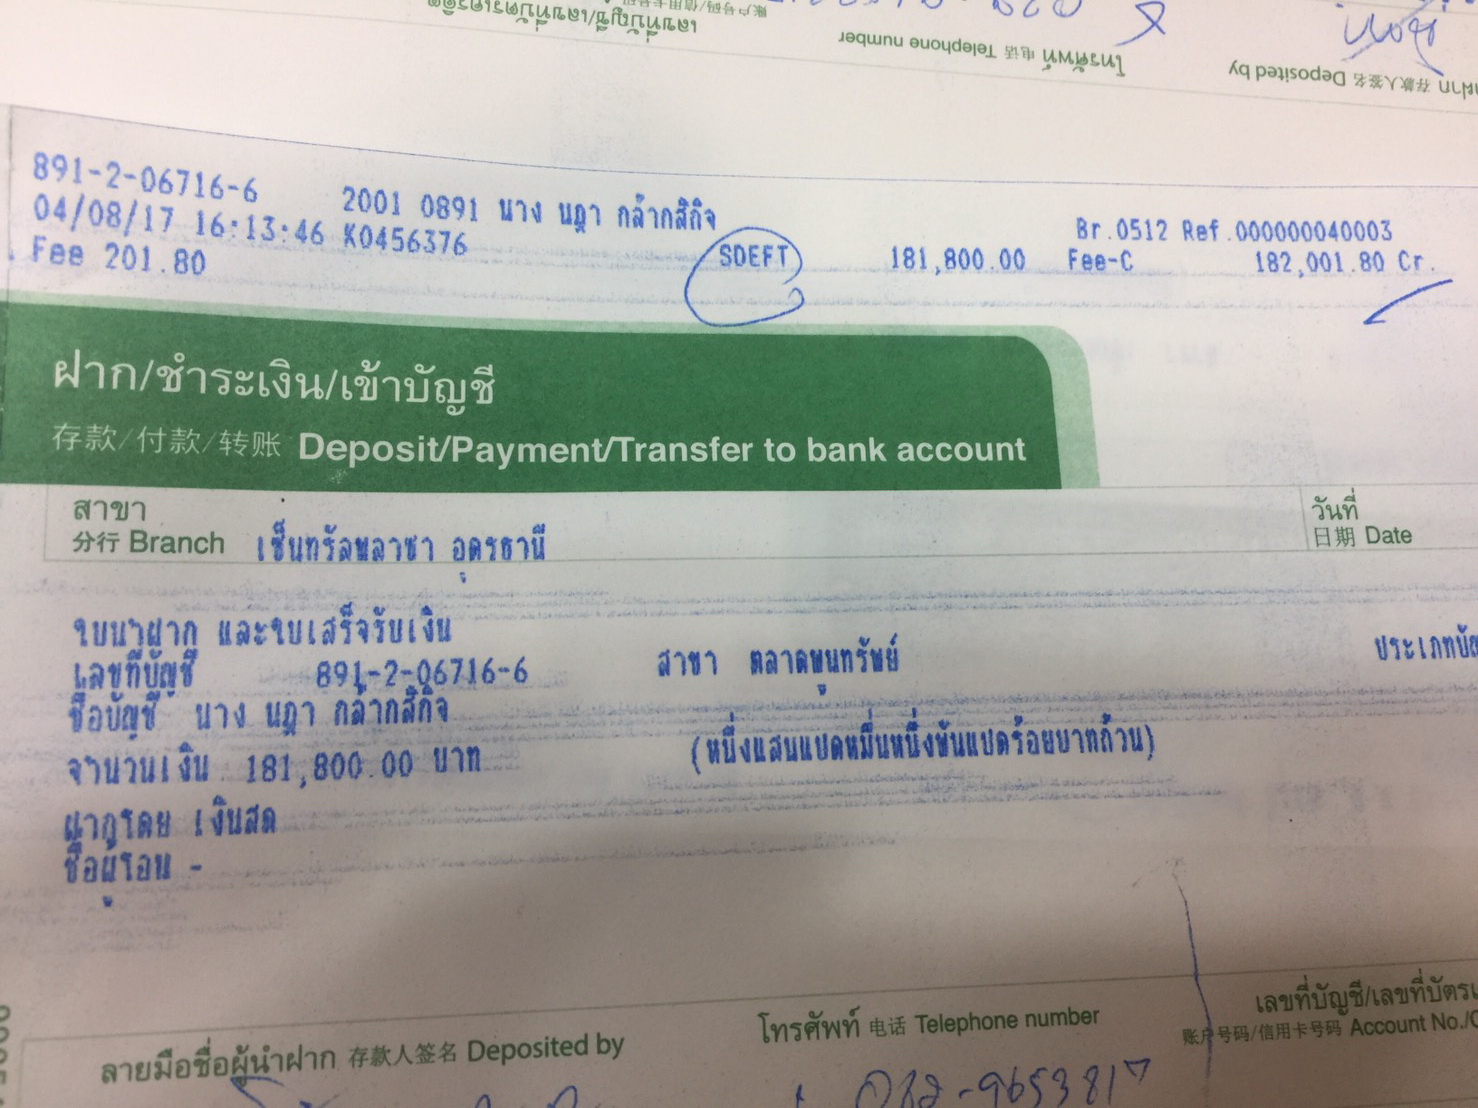 เลขที่บัญชี/เลขที่บัตรเครดิต
โทรศัพท์ 电话 Telephone number
存款人签名 Deposited by
891-2-06716-6 2001 0891 นาง นฎา กล้ากสิกิจ Br.0512 Ref.000000040003
04/08/17 16:13:46 K0456376 SDEFT 181,800.00 Fee-C 182,001.80 Cr.
Fee 201.80
ฝาก/ชำระเงิน/เข้าบัญชี
存款/付款/转账 Deposit/Payment/Transfer to bank account
สาขา
分行 Branch เซ็นทรัลพลาซา อุดรธานี
วันที่
日期 Date
ใบนำฝาก และใบเสร็จรับเงิน
เลขที่บัญชี 891-2-06716-6 สาขา ตลาดพูนทรัพย์
ชื่อบัญชี นาง นฎา กล้ากสิกิจ
จำนวนเงิน 181,800.00 บาท (หนึ่งแสนแปดหมื่นหนึ่งพันแปดร้อยบาทถ้วน)
ฝากโดย เงินสด
ชื่อผู้โอน -
ลายมือชื่อผู้นำฝาก 存款人签名 Deposited by
โทรศัพท์ 电话 Telephone number
082-9653817
账户号码/信用卡号码 Account No./